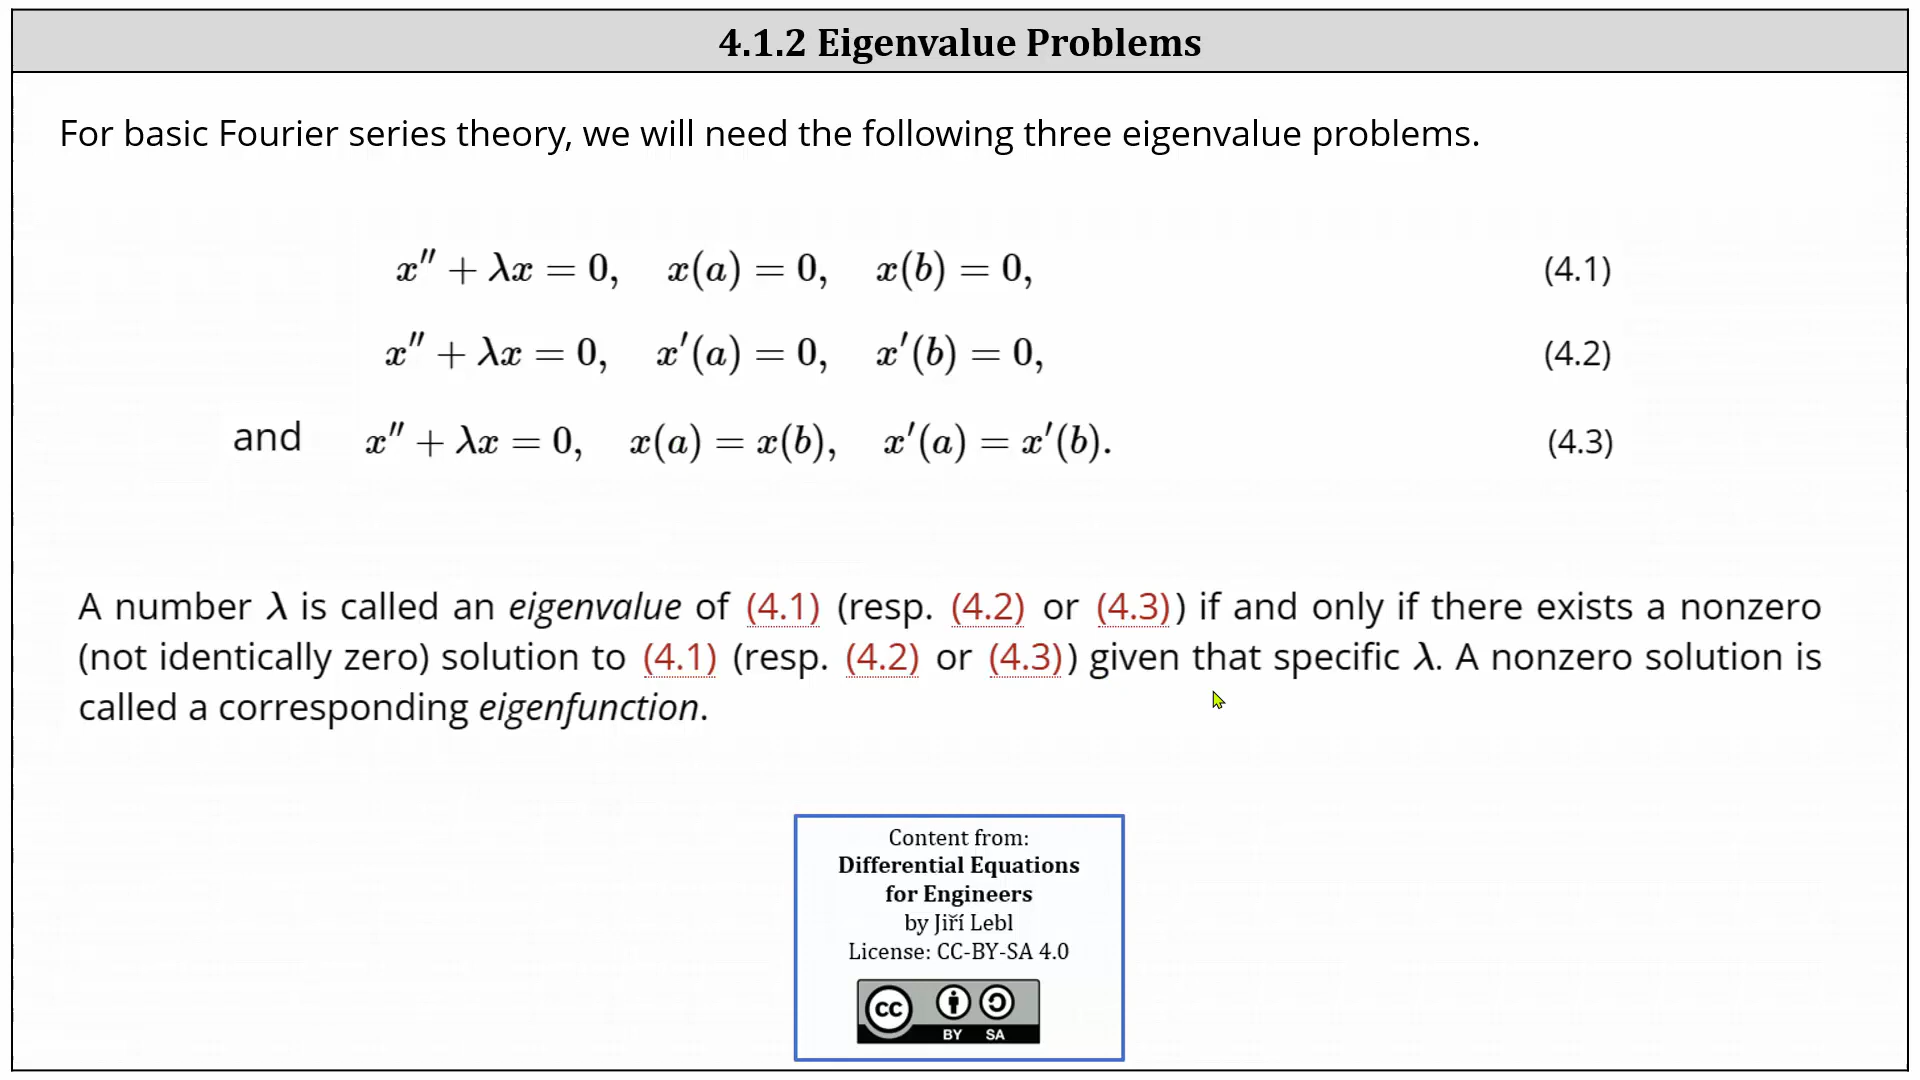 4.1.2 Eigenvalue Problems
For basic Fourier series theory, we will need the following three eigenvalue problems.
x″ + λx = 0, x(a) = 0, x(b) = 0, (4.1)
x″ + λx = 0, x′(a) = 0, x′(b) = 0, (4.2)
and x″ + λx = 0, x(a) = x(b), x′(a) = x′(b). (4.3)
A number λ is called an eigenvalue of (4.1) (resp. (4.2) or (4.3)) if and only if there exists a nonzero
(not identically zero) solution to (4.1) (resp. (4.2) or (4.3)) given that specific λ. A nonzero solution is
called a corresponding eigenfunction.
Content from:
Differential Equations
for Engineers
by Jiří Lebl
License: CC-BY-SA 4.0
cc
BY SA